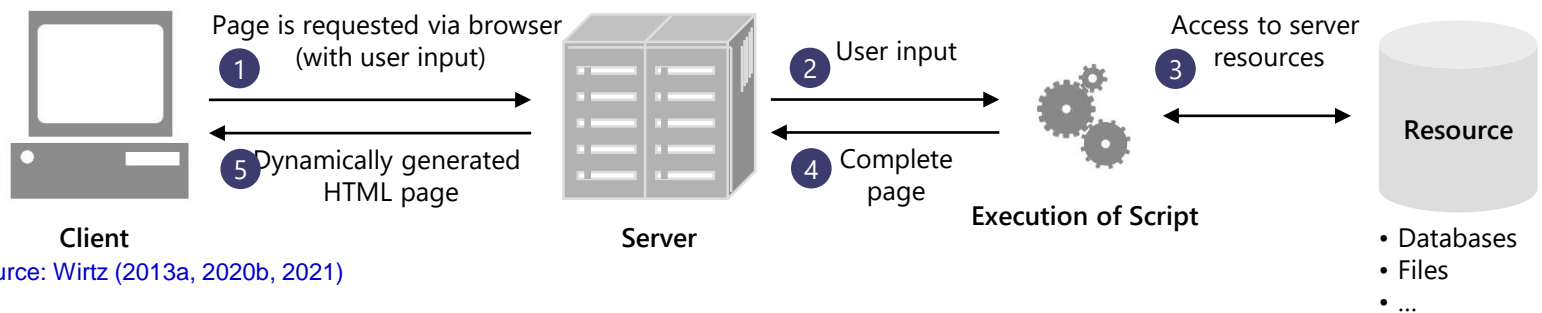 Page is requested via browser
(with user input)
1
User input
2
Access to server
resources
3
Resource
5
Dynamically generated
HTML page
4
Complete
page
Execution of Script
Client
Server
• Databases
• Files
• ...
urce: Wirtz (2013a, 2020b, 2021)